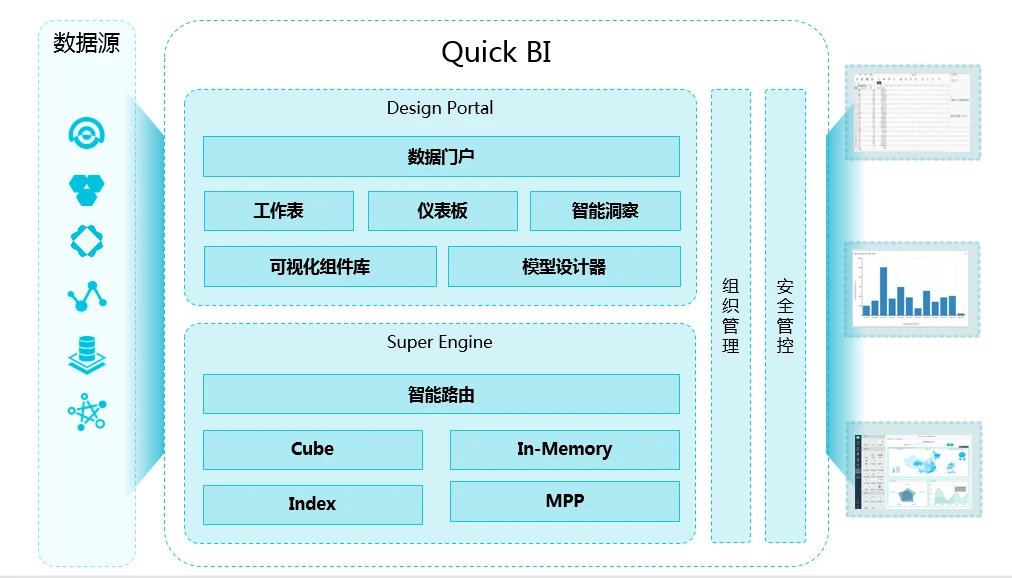 数据源
Quick BI
Design Portal
数据门户
工作表
仪表板
智能洞察
可视化组件库
模型设计器
Super Engine
智能路由
Cube
In-Memory
Index
MPP
组织管理
安全管控